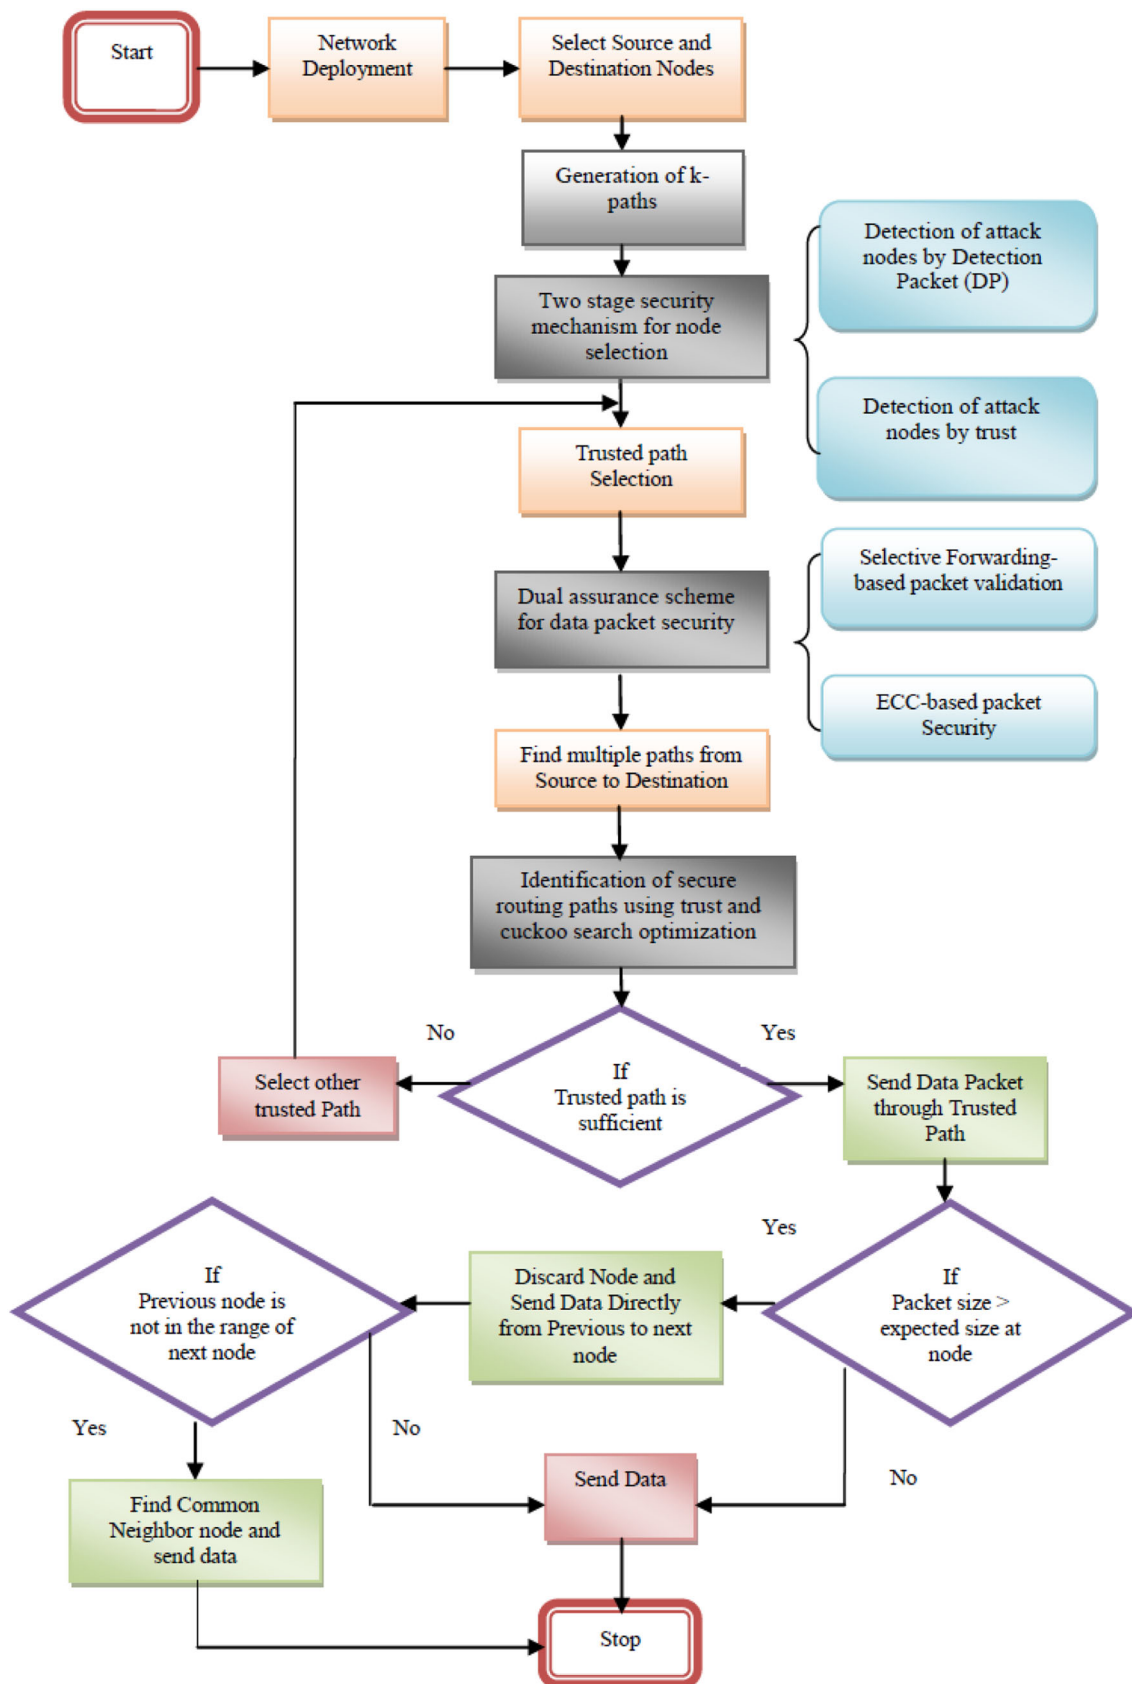 Start
Network
Deployment
Select Source and
Destination Nodes
Generation of k-
paths
Two stage security
mechanism for node
selection
Detection of attack
nodes by Detection
Packet (DP)
Detection of attack
nodes by trust
Trusted path
Selection
Dual assurance scheme
for data packet security
Selective Forwarding-
based packet validation
ECC-based packet
Security
Find multiple paths from
Source to Destination
Identification of secure
routing paths using trust and
cuckoo search optimization
No
Yes
If
Trusted path is
sufficient
Select other
trusted Path
Send Data Packet
through Trusted
Path
Yes
If
Packet size >
expected size at
node
Discard Node and
Send Data Directly
from Previous to next
node
If
Previous node is
not in the range of
next node
Yes
No
No
Send Data
Find Common
Neighbor node and
send data
Stop